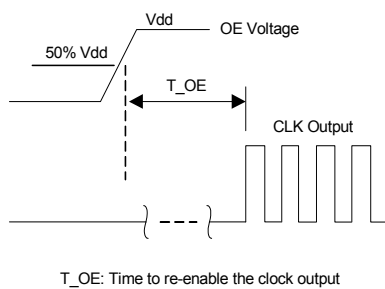 Vdd
OE Voltage
50% Vdd
T_OE
CLK Output
T_OE: Time to re-enable the clock output